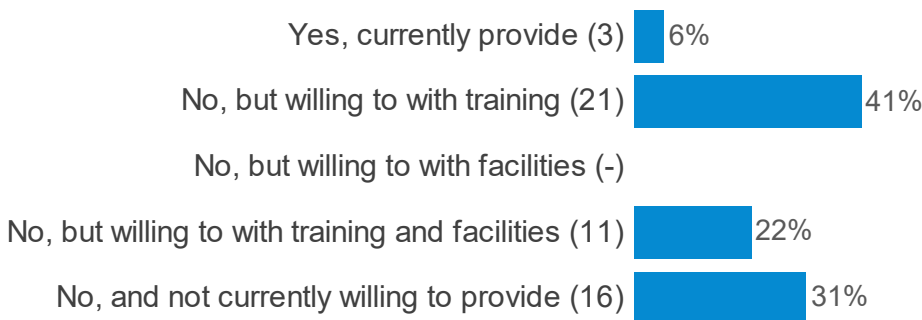 Yes, currently provide (3) 6%
No, but willing to with training (21) 41%
No, but willing to with facilities (-)
No, but willing to with training and facilities (11) 22%
No, and not currently willing to provide (16) 31%